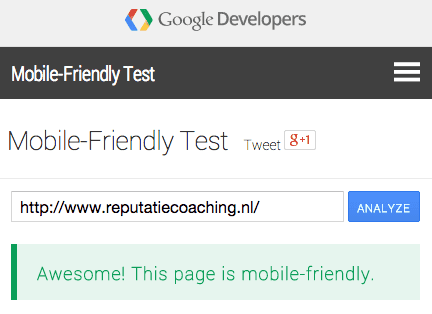 Google Developers
Mobile-Friendly Test
Mobile-Friendly Test Tweet g+1
http://www.reputatiecoaching.nl/ ANALYZE
Awesome! This page is mobile-friendly.